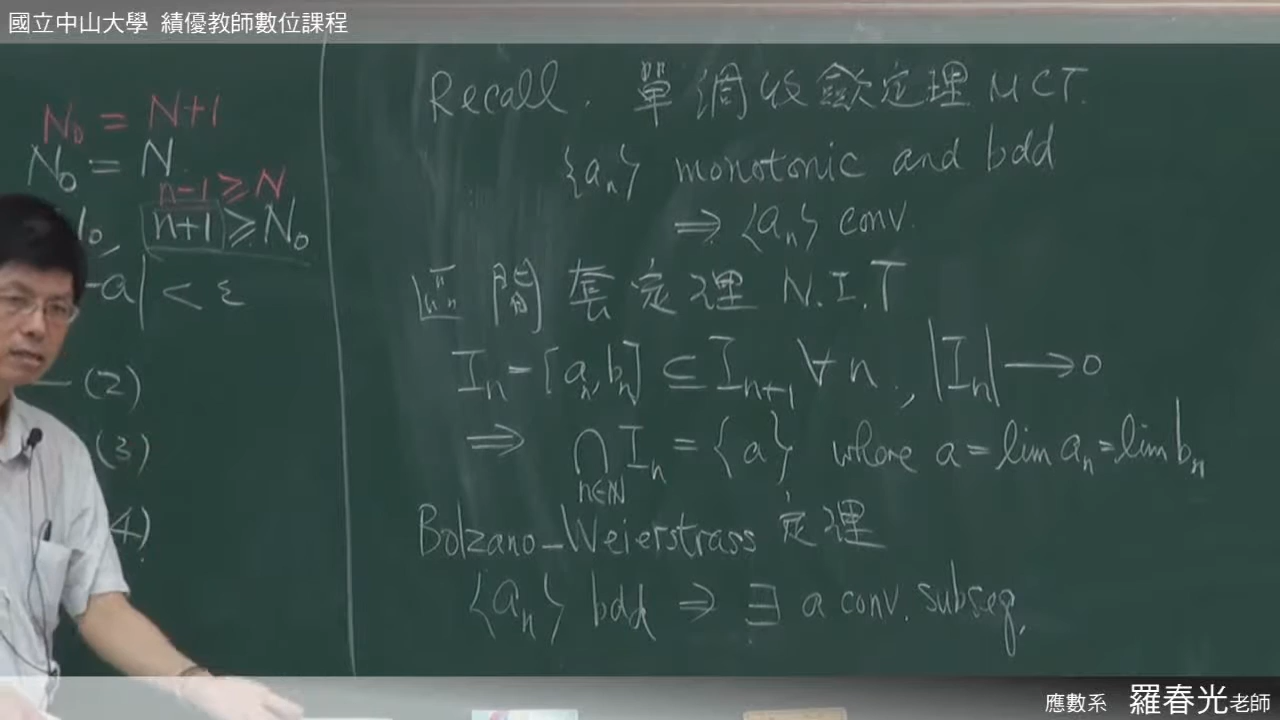 國立中山大學 績優教師數位課程
N₀ = N+1
N₀ = N
n-1 ≥ N
n+1 ≥ N₀
-a| < ε
(2)
(3)
4)
Recall. 單調收斂定理 MCT.
{aₙ} monotonic and bdd
⇒ {aₙ} conv.
區間套定理 N.I.T
Iₙ = [aₙ, bₙ] ⊆ Iₙ₊₁ ∀n, |Iₙ| → 0
⇒ ⋂ Iₙ = {a} where a = lim aₙ = lim bₙ
n∈ℕ
Bolzano-Weierstrass 定理
{aₙ} bdd ⇒ ∃ a conv. subseq.
應數系 羅春光老師